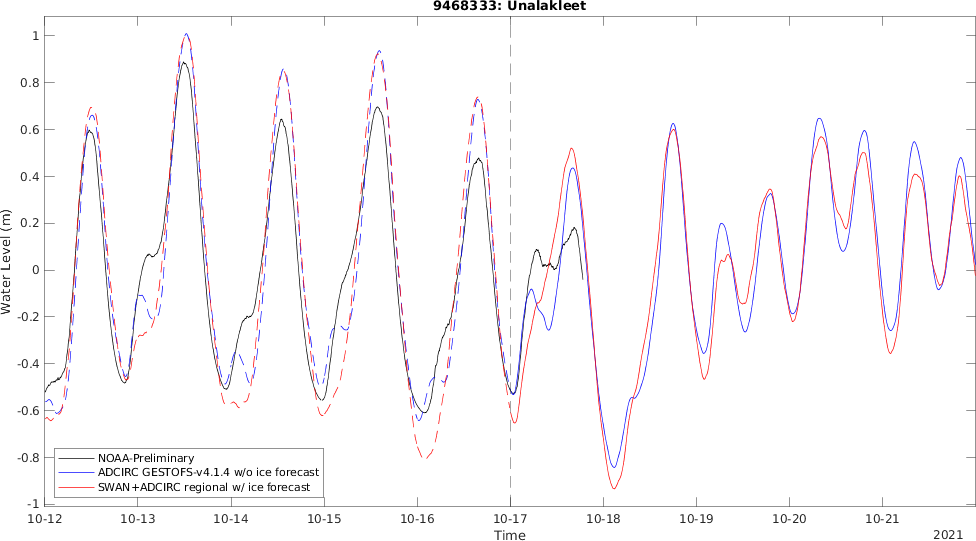 9468333: Unalakleet
Water Level (m)
1
0.8
0.6
0.4
0.2
0
-0.2
-0.4
-0.6
-0.8
-1
NOAA-Preliminary
ADCIRC GESTOFS-v4.1.4 w/o ice forecast
SWAN+ADCIRC regional w/ ice forecast
10-12 10-13 10-14 10-15 10-16 10-17 10-18 10-19 10-20 10-21
Time
2021